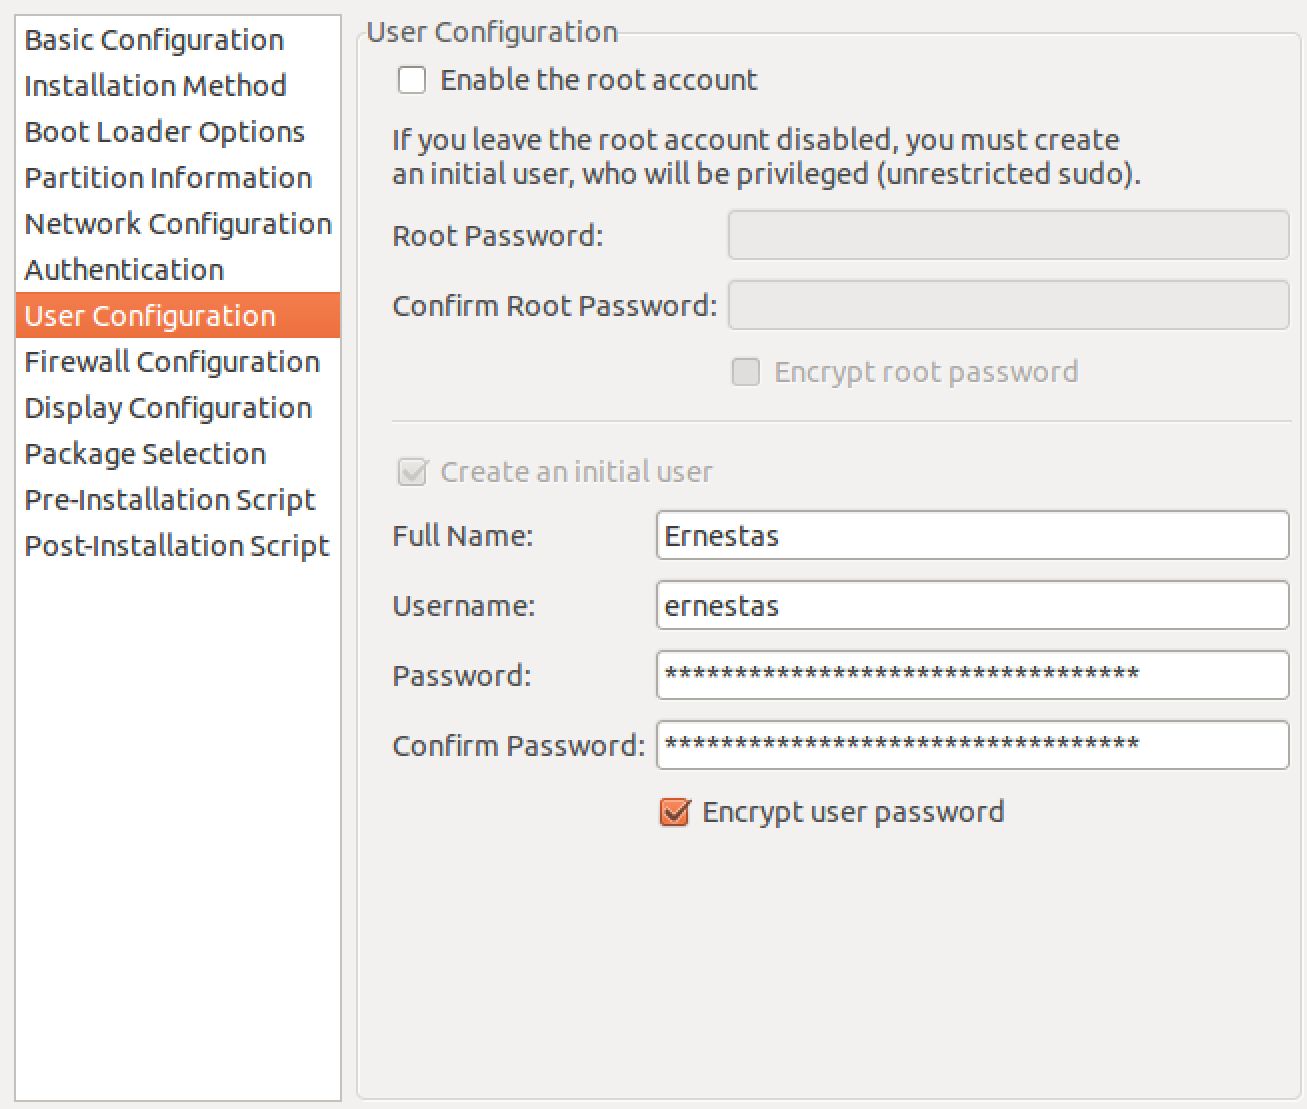 Basic Configuration
Installation Method
Boot Loader Options
Partition Information
Network Configuration
Authentication
User Configuration
Firewall Configuration
Display Configuration
Package Selection
Pre-Installation Script
Post-Installation Script
User Configuration
Enable the root account
If you leave the root account disabled, you must create
an initial user, who will be privileged (unrestricted sudo).
Root Password:
Confirm Root Password:
Encrypt root password
Create an initial user
Full Name: Ernestas
Username: ernestas
Password: **********************************
Confirm Password: **********************************
Encrypt user password